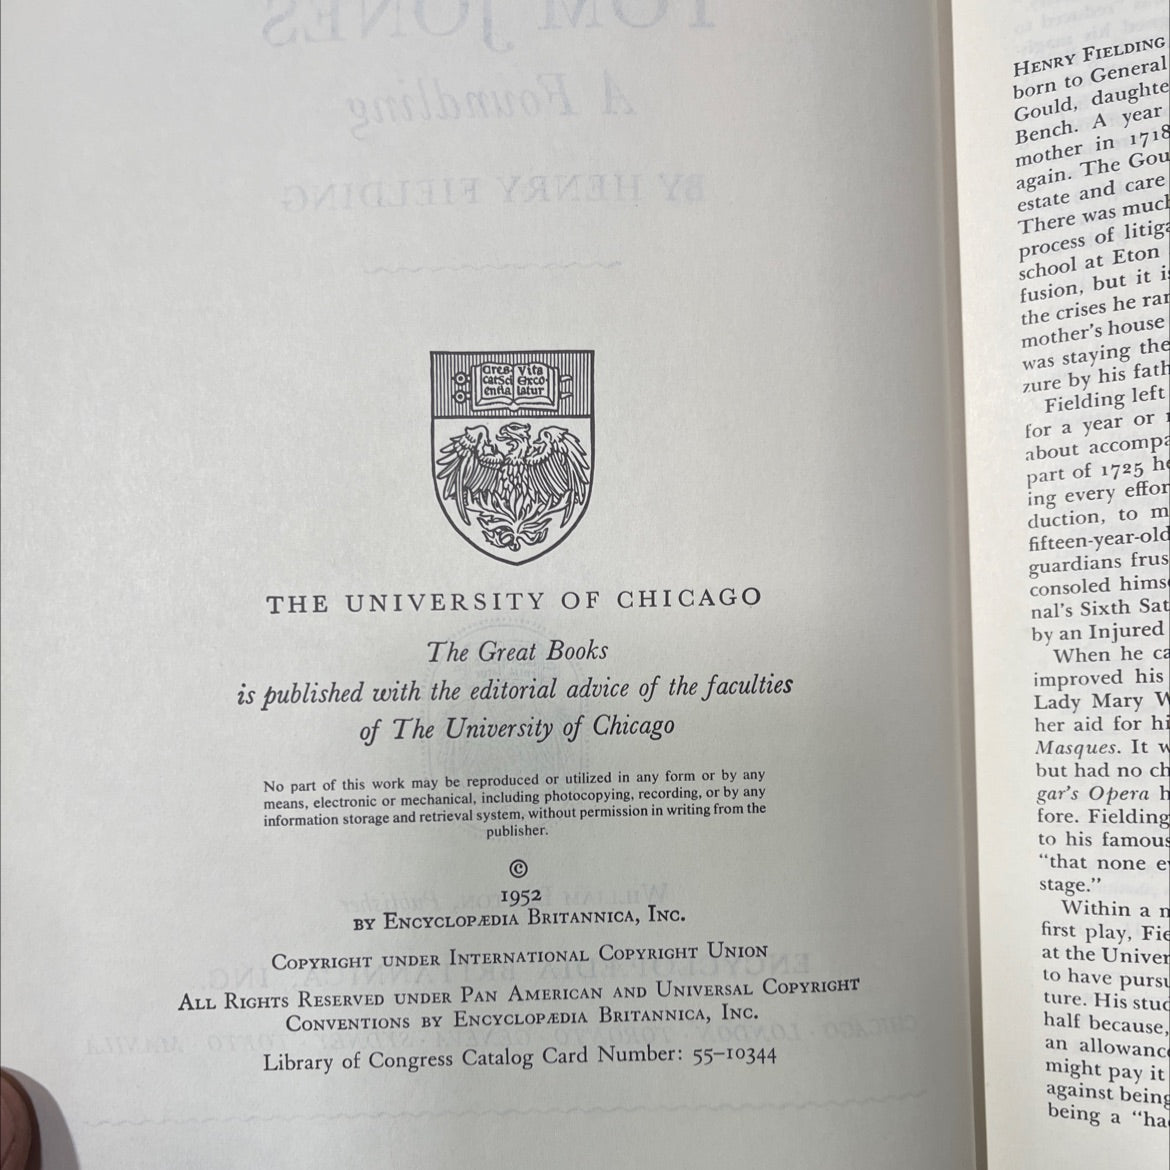 TOM JONES
A Foundling
BY HENRY FIELDING
Cres Vita
catSci Exco
entia latur
THE UNIVERSITY OF CHICAGO
The Great Books
is published with the editorial advice of the faculties
of The University of Chicago
No part of this work may be reproduced or utilized in any form or by any
means, electronic or mechanical, including photocopying, recording, or by any
information storage and retrieval system, without permission in writing from the
publisher.
©
1952
BY ENCYCLOPÆDIA BRITANNICA, INC.
COPYRIGHT UNDER INTERNATIONAL COPYRIGHT UNION
ALL RIGHTS RESERVED UNDER PAN AMERICAN AND UNIVERSAL COPYRIGHT
CONVENTIONS BY ENCYCLOPÆDIA BRITANNICA, INC.
Library of Congress Catalog Card Number: 55-10344
HENRY FIELDING
born to General
Gould, daughte
Bench. A year
mother in 1718
again. The Gou
estate and care
There was much
process of litiga
school at Eton
fusion, but it is
the crises he ran
mother's house
was staying the
zure by his fath
Fielding left
for a year or
about accompa
part of 1725 he
ing every effor
duction, to m
fifteen-year-old
guardians frus
consoled himse
nal's Sixth Sat
by an Injured
When he ca
improved his
Lady Mary W
her aid for hi
Masques. It w
but had no ch
gar's Opera h
fore. Fielding
to his famous
"that none e
stage."
Within a n
first play, Fie
at the Univer
to have pursu
ture. His stud
half because,
an allowance
might pay it
against being
being a "ha